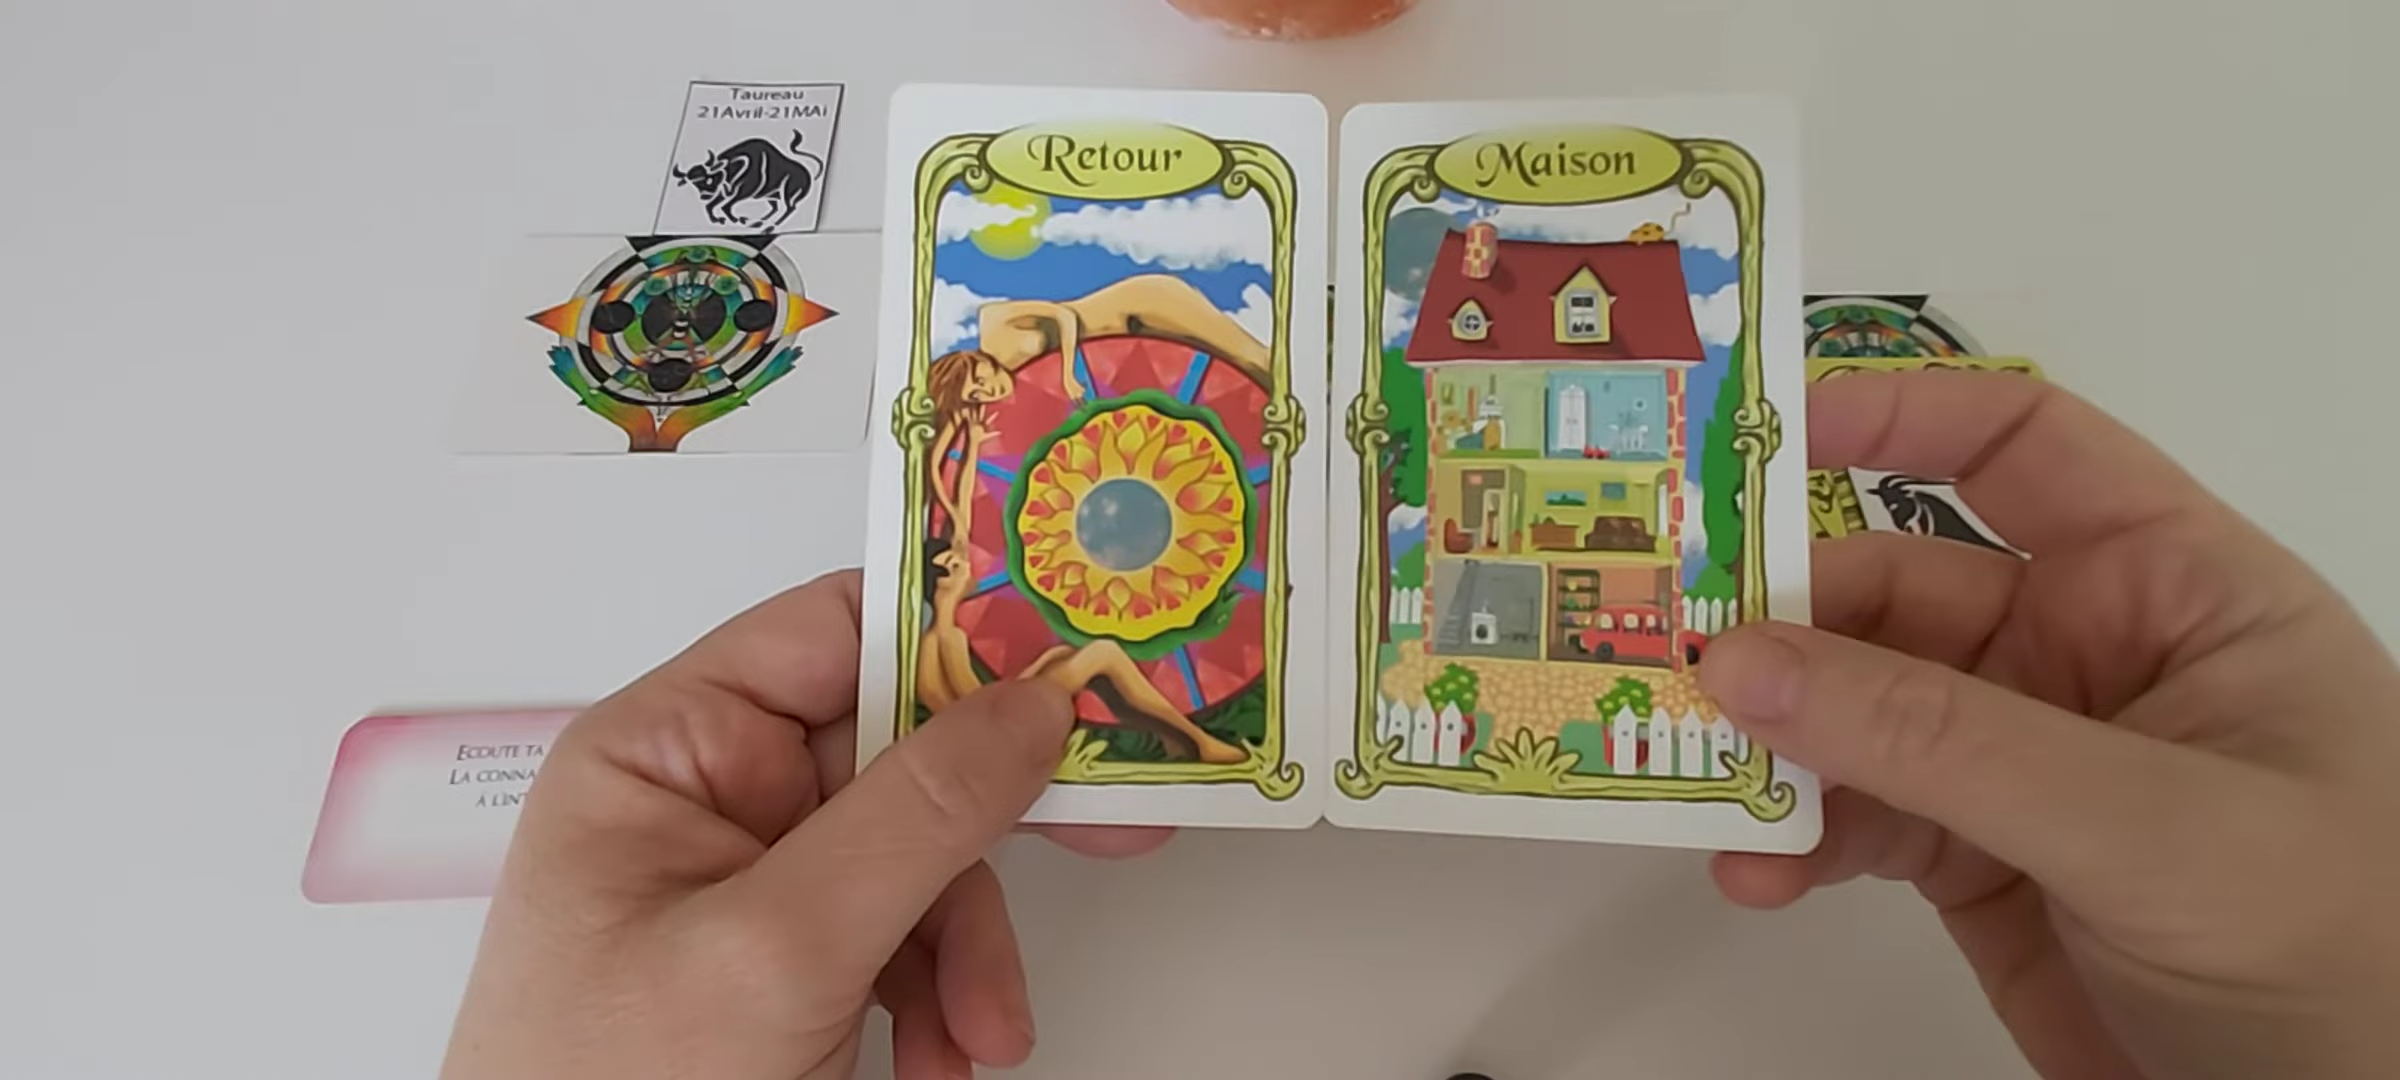 Taureau
21Avril-21MAi
Retour
Maison
ECOUTE TA
LA CONNA
À L'INT